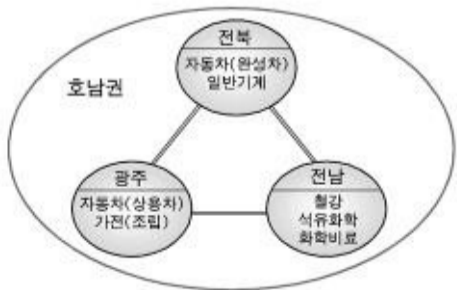 전북
자동차(완성차)
일반기계
호남권
광주
자동차(상용차)
가전(조립)
전남
철강
석유화학
화학비료